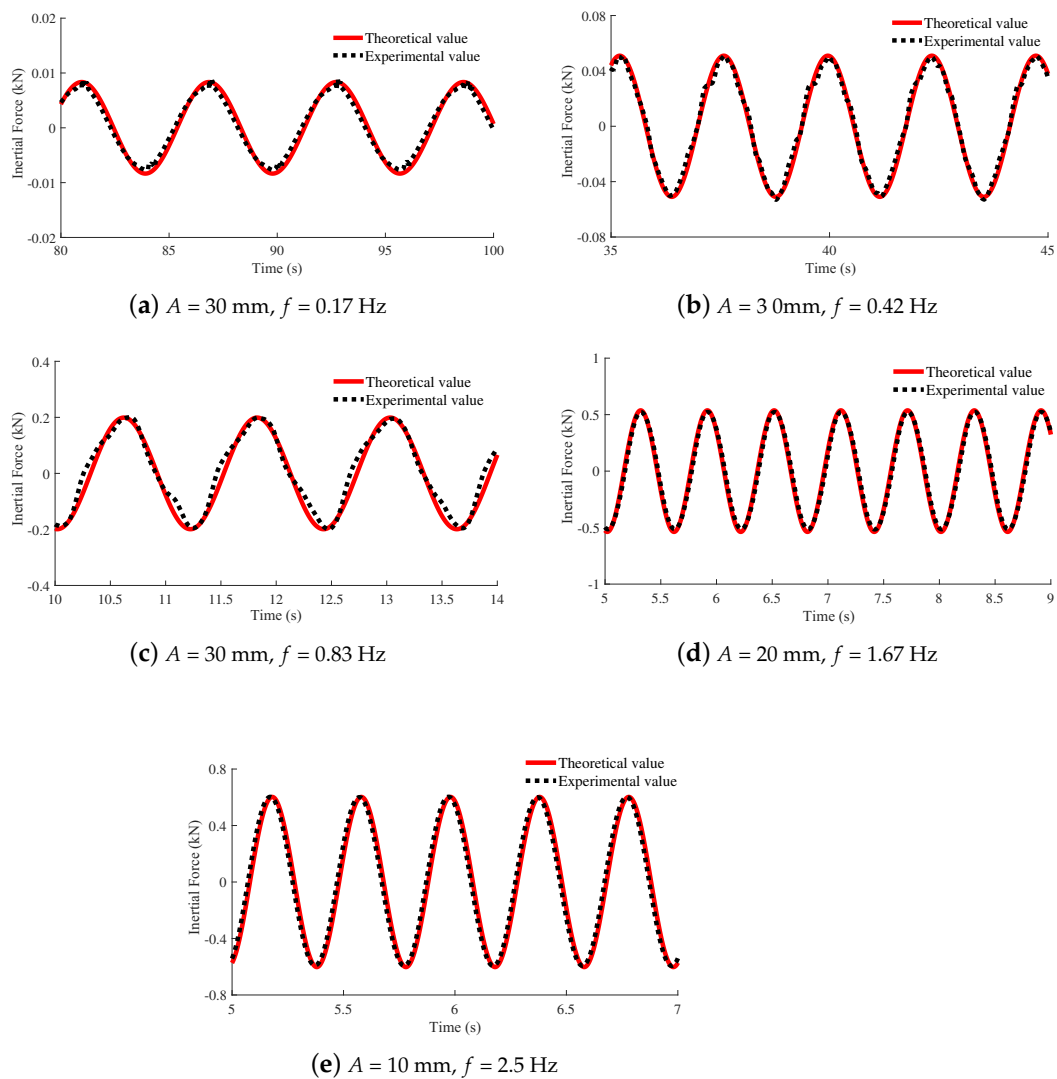 0.02
Theoretical value
Experimental value
0.01
0
-0.01
-0.02
Inertial Force (kN)
80 85 90 95 100
Time (s)
(a) A = 30 mm, f = 0.17 Hz
0.08
Theoretical value
Experimental value
0.04
0
-0.04
-0.08
Inertial Force (kN)
35 40 45
Time (s)
(b) A = 3 0mm, f = 0.42 Hz
0.4
Theoretical value
Experimental value
0.2
0
-0.2
-0.4
Inertial Force (kN)
10 10.5 11 11.5 12 12.5 13 13.5 14
Time (s)
(c) A = 30 mm, f = 0.83 Hz
1
Theoretical value
Experimental value
0.5
0
-0.5
-1
Inertial Force (kN)
5 5.5 6 6.5 7 7.5 8 8.5 9
Time (s)
(d) A = 20 mm, f = 1.67 Hz
0.8
Theoretical value
Experimental value
0.4
0
-0.4
-0.8
Inertial Force (kN)
5 5.5 6 6.5 7
Time (s)
(e) A = 10 mm, f = 2.5 Hz